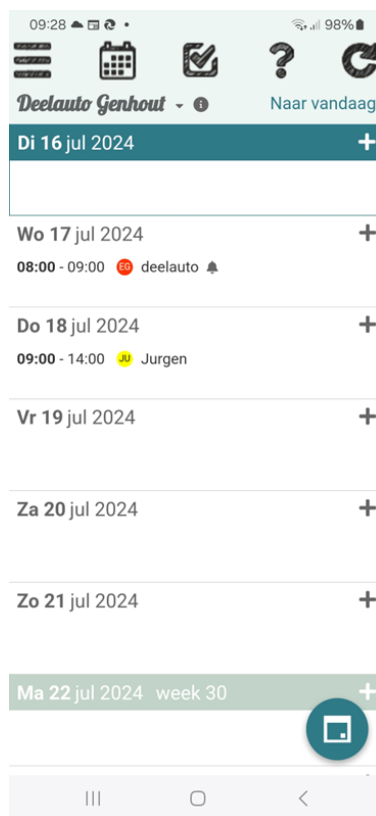 09:28 98%
?
Deelauto Genhout Naar vandaag
Di 16 jul 2024 +
Wo 17 jul 2024 +
08:00 - 09:00 EG deelauto
Do 18 jul 2024 +
09:00 - 14:00 JU Jurgen
Vr 19 jul 2024 +
Za 20 jul 2024 +
Zo 21 jul 2024 +
Ma 22 jul 2024 week 30 +